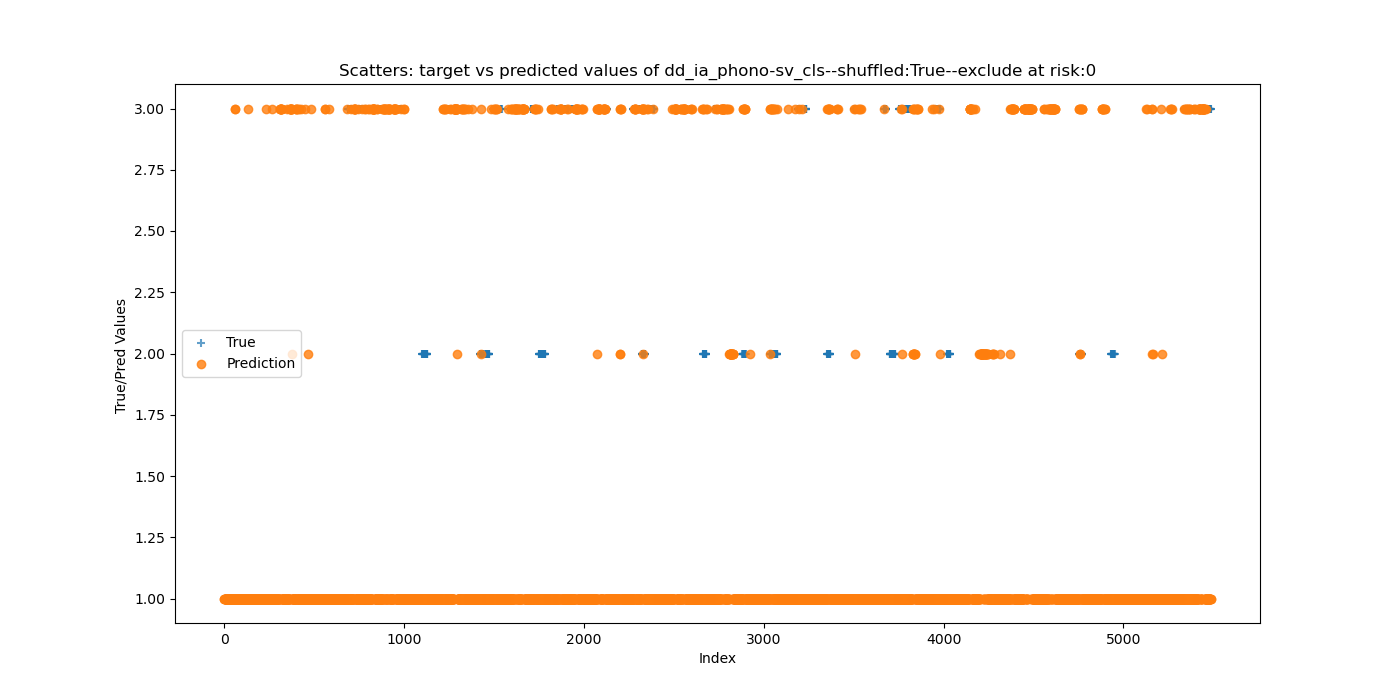 Scatters: target vs predicted values of dd_ia_phono-sv_cls--shuffled:True--exclude at risk:0
True/Pred Values
3.00
2.75
2.50
2.25
2.00
1.75
1.50
1.25
1.00
True
Prediction
0 1000 2000 3000 4000 5000
Index